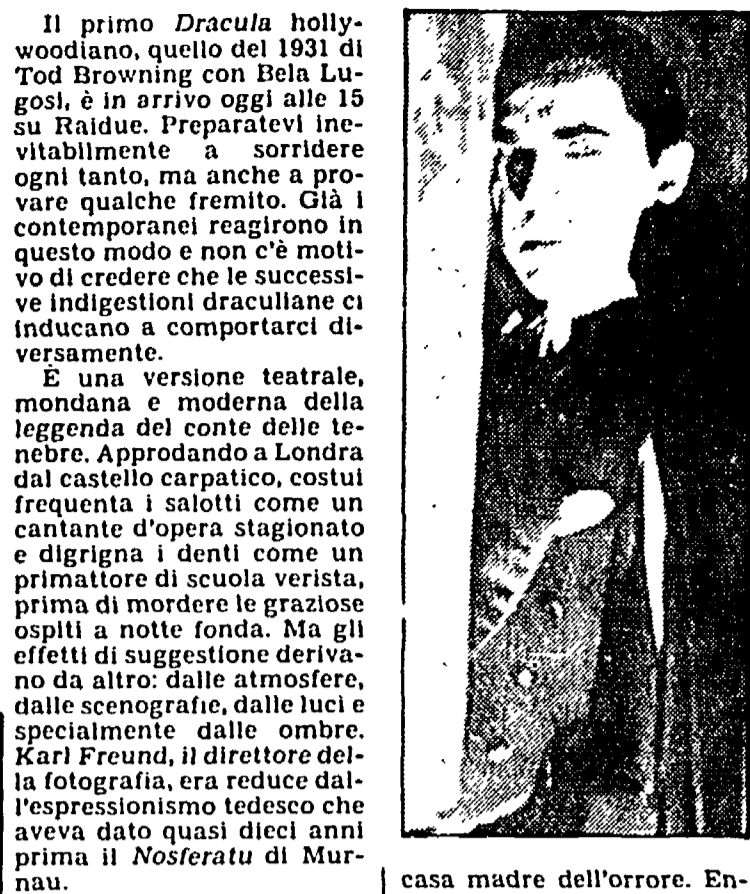 Il primo Dracula holly-
woodiano, quello del 1931 di
Tod Browning con Bela Lu-
gosi, è in arrivo oggi alle 15
su Raidue. Preparatevi ine-
vitabilmente a sorridere
ogni tanto, ma anche a pro-
vare qualche fremito. Già i
contemporanei reagirono in
questo modo e non c'è moti-
vo di credere che le successi-
ve indigestioni draculiane ci
inducano a comportarci di-
versamente.
È una versione teatrale,
mondana e moderna della
leggenda del conte delle te-
nebre. Approdando a Londra
dal castello carpatico, costui
frequenta i salotti come un
cantante d'opera stagionato
e digrigna i denti come un
primattore di scuola verista,
prima di mordere le graziose
ospiti a notte fonda. Ma gli
effetti di suggestione deriva-
no da altro: dalle atmosfere,
dalle scenografie, dalle luci e
specialmente dalle ombre.
Karl Freund, il direttore del-
la fotografia, era reduce dal-
l'espressionismo tedesco che
aveva dato quasi dieci anni
prima il Nosferatu di Mur-
nau.
casa madre dell'orrore. En-